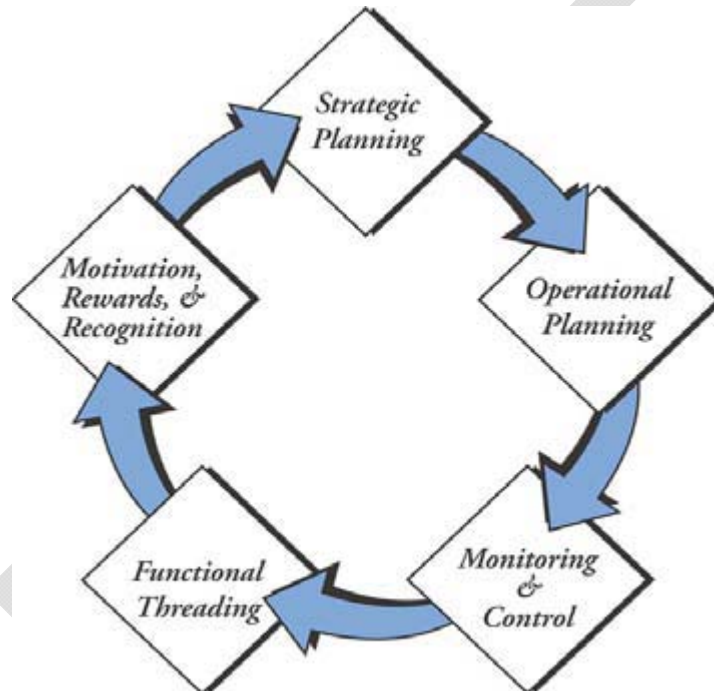 Strategic
Planning
Operational
Planning
Monitoring
&
Control
Functional
Threading
Motivation,
Rewards, &
Recognition